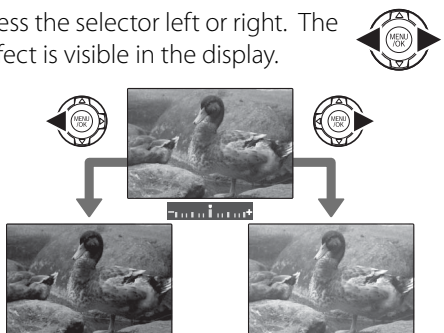 ess the selector left or right. The
fect is visible in the display.
MENU
/OK
MENU
/OK
MENU
/OK
- i +